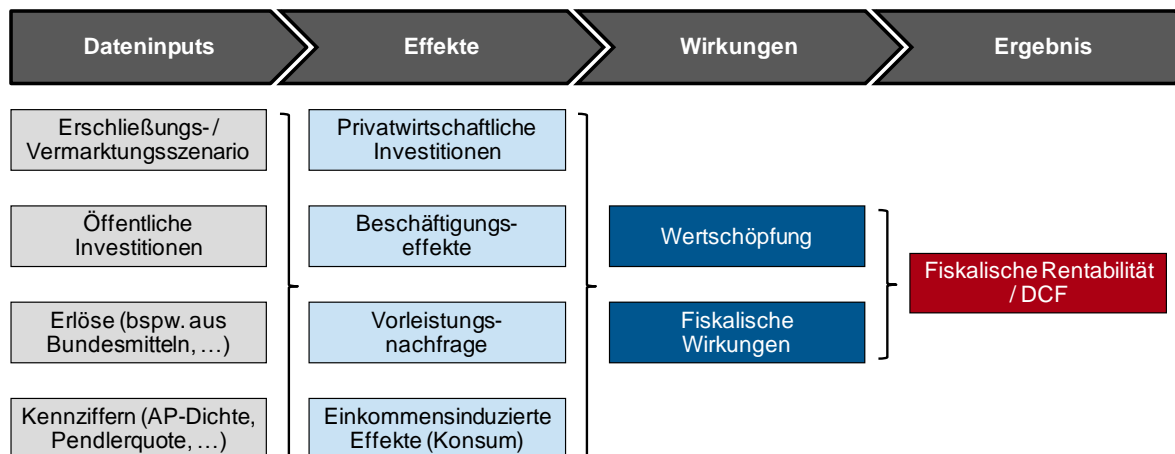 Dateninputs
Effekte
Wirkungen
Ergebnis
Erschließungs- /
Vermarktungsszenario
Privatwirtschaftliche
Investitionen
Öffentliche
Investitionen
Beschäftigungs-
effekte
Wertschöpfung
Fiskalische Rentabilität
/ DCF
Erlöse (bspw. aus
Bundesmitteln, …)
Vorleistungs-
nachfrage
Fiskalische
Wirkungen
Kennziffern (AP-Dichte,
Pendlerquote, …)
Einkommensinduzierte
Effekte (Konsum)